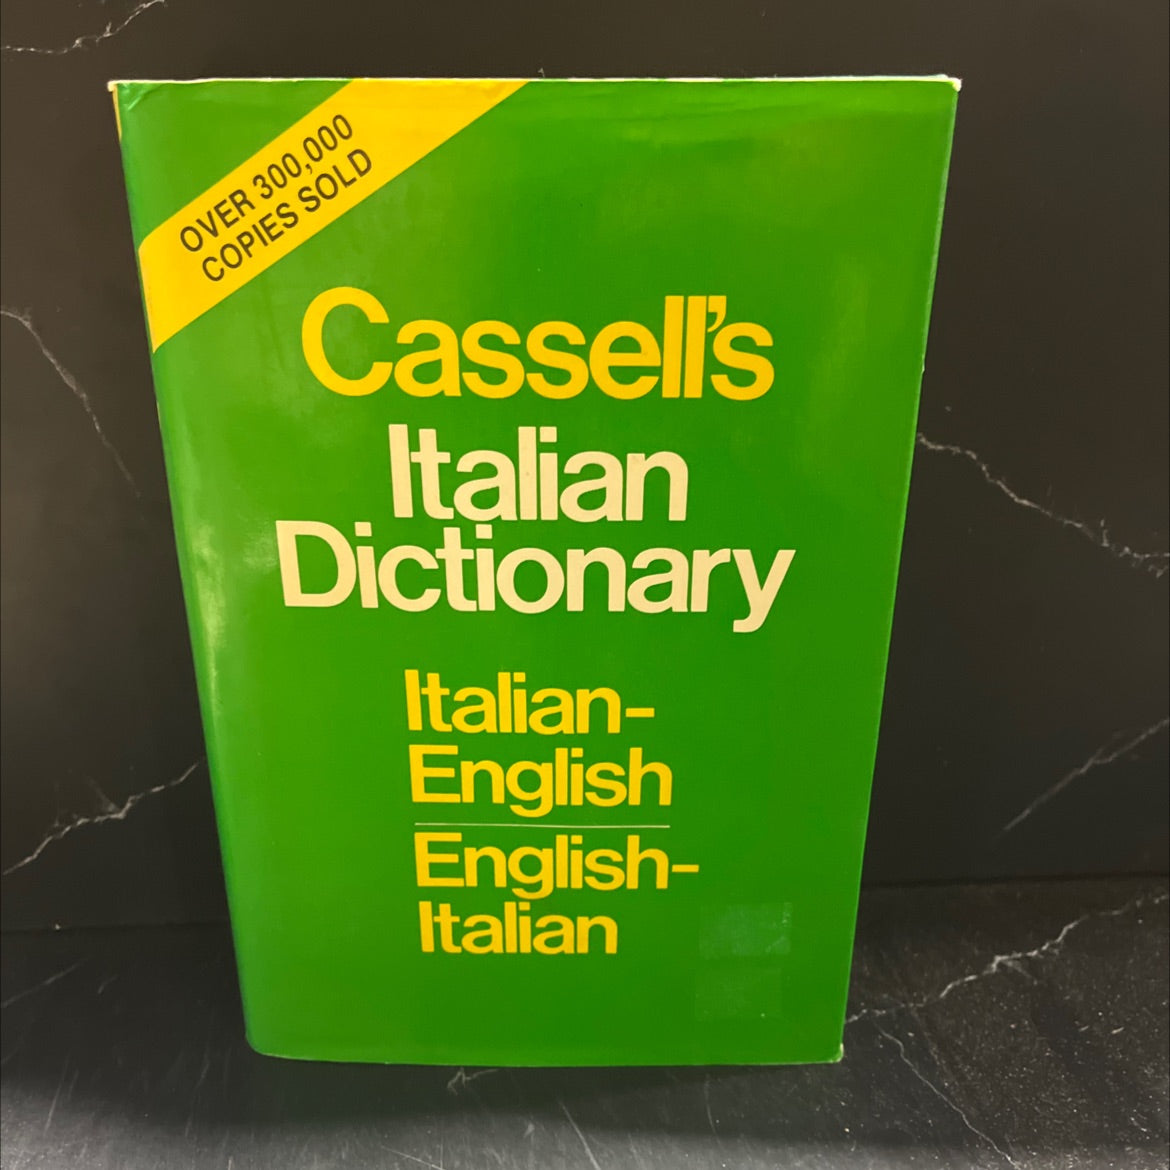 OVER 300,000
COPIES SOLD
Cassell's
Italian
Dictionary
Italian-
English
English-
Italian